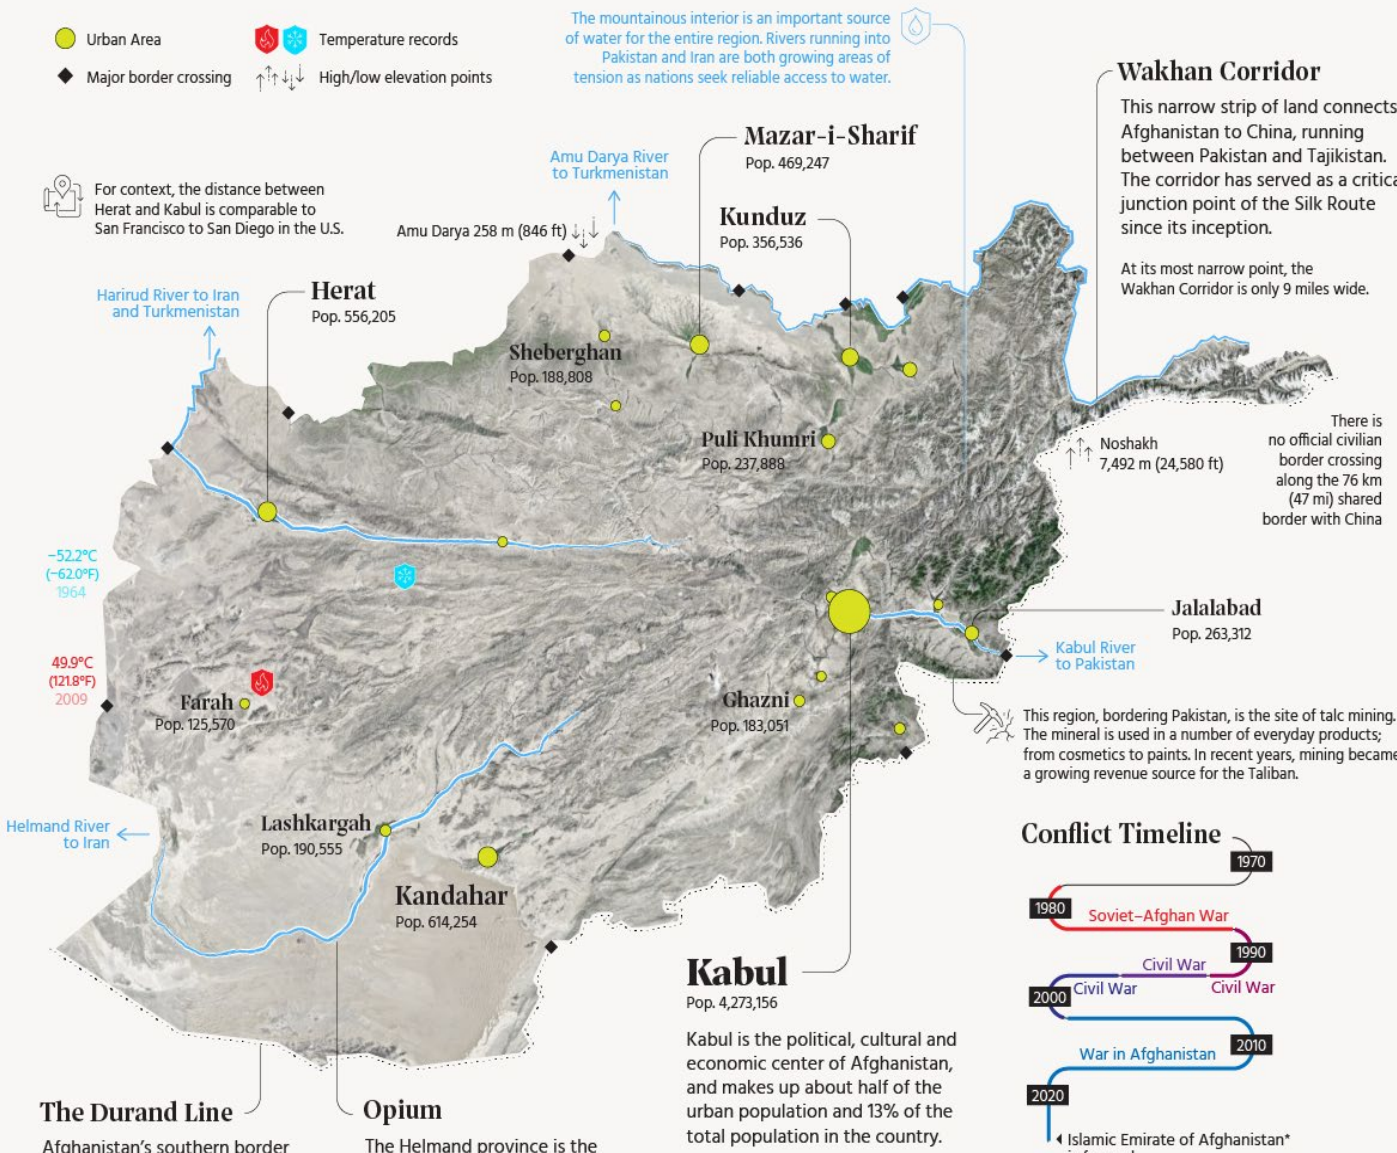 Urban Area
Temperature records
Major border crossing
High/low elevation points
The mountainous interior is an important source
of water for the entire region. Rivers running into
Pakistan and Iran are both growing areas of
tension as nations seek reliable access to water.
Wakhan Corridor
This narrow strip of land connects
Afghanistan to China, running
between Pakistan and Tajikistan.
The corridor has served as a critica
junction point of the Silk Route
since its inception.
At its most narrow point, the
Wakhan Corridor is only 9 miles wide.
Mazar-i-Sharif
Pop. 469,247
Amu Darya River
to Turkmenistan
For context, the distance between
Herat and Kabul is comparable to
San Francisco to San Diego in the U.S.
Amu Darya 258 m (846 ft)
Kunduz
Pop. 356,536
Harirud River to Iran
and Turkmenistan
Herat
Pop. 556,205
Sheberghan
Pop. 188,808
Puli Khumri
Pop. 237,888
Noshakh
7,492 m (24,580 ft)
There is
no official civilian
border crossing
along the 76 km
(47 mi) shared
border with China
−52.2°C
(−62.0°F)
1964
49.9°C
(121.8°F)
2009
Jalalabad
Pop. 263,312
Kabul River
to Pakistan
Farah
Pop. 125,570
Ghazni
Pop. 183,051
This region, bordering Pakistan, is the site of talc mining.
The mineral is used in a number of everyday products;
from cosmetics to paints. In recent years, mining became
a growing revenue source for the Taliban.
Helmand River
to Iran
Lashkargah
Pop. 190,555
Kandahar
Pop. 614,254
Conflict Timeline
1970
1980
Soviet–Afghan War
1990
Civil War
Civil War
Civil War
2000
War in Afghanistan
2010
2020
Islamic Emirate of Afghanistan*
Kabul
Pop. 4,273,156
Kabul is the political, cultural and
economic center of Afghanistan,
and makes up about half of the
urban population and 13% of the
total population in the country.
The Durand Line
Afghanistan's southern border
Opium
The Helmand province is the